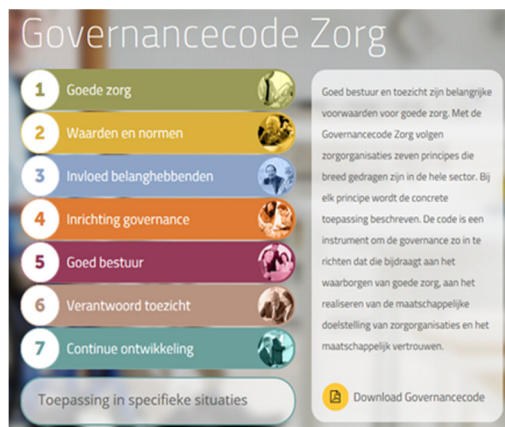 Governancecode Zorg
1 Goede zorg
2 Waarden en normen
3 Invloed belanghebbenden
4 Inrichting governance
5 Goed bestuur
6 Verantwoord toezicht
7 Continue ontwikkeling
Toepassing in specifieke situaties
Goed bestuur en toezicht zijn belangrijke
voorwaarden voor goede zorg. Met de
Governancecode Zorg volgen
zorgorganisaties zeven principes die
breed gedragen zijn in de hele sector. Bij
elk principe wordt de concrete
toepassing beschreven. De code is een
instrument om de governance zo in te
richten dat die bijdraagt aan het
waarborgen van goede zorg, aan het
realiseren van de maatschappelijke
doelstelling van zorgorganisaties en het
maatschappelijk vertrouwen.
Download Governancecode